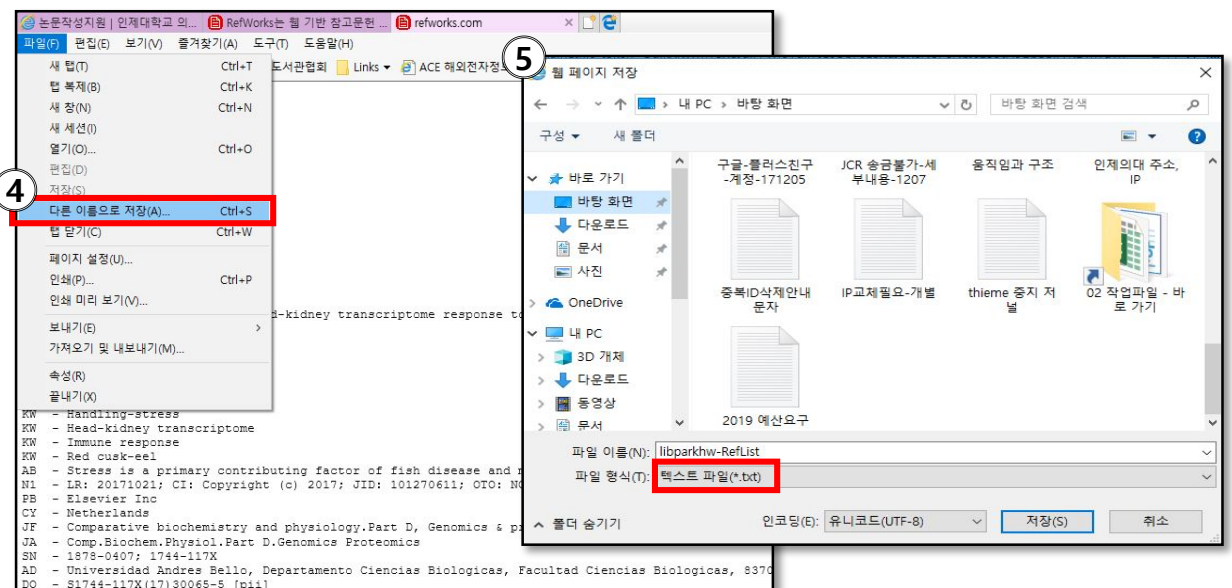 논문작성지원 | 인제대학교 의... RefWorks는 웹 기반 참고문헌 ... refworks.com
파일(F) 편집(E) 보기(V) 즐겨찾기(A) 도구(T) 도움말(H)
도서관협회 Links ACE 해외전자정
새 탭(T) Ctrl+T
탭 복제(B) Ctrl+K
새 창(N) Ctrl+N
새 세션(I)
열기(O)... Ctrl+O
편집(D)
저장(S)
4
다른 이름으로 저장(A)... Ctrl+S
탭 닫기(C) Ctrl+W
페이지 설정(U)...
인쇄(P)... Ctrl+P
인쇄 미리 보기(V)...
보내기(E)
가져오기 및 내보내기(M)...
속성(R)
끝내기(X)
d-kidney transcriptome response to
KW - Handling-stress
KW - Head-kidney transcriptome
KW - Immune response
KW - Red cusk-eel
AB - Stress is a primary contributing factor of fish disease and
N1 - LR: 20171021; CI: Copyright (c) 2017; JID: 101270611; OTO: NO
PB - Elsevier Inc
CY - Netherlands
JF - Comparative biochemistry and physiology.Part D, Genomics & p
JA - Comp.Biochem.Physiol.Part D.Genomics Proteomics
SN - 1878-0407; 1744-117X
AD - Universidad Andres Bello, Departamento Ciencias Biologicas, Facultad Ciencias Biologicas, 8370
DO - S1744-117X(17)30065-5 [pii]
5
웹 페이지 저장
내 PC › 바탕 화면
바탕 화면 검색
구성 새 폴더
바로 가기
바탕 화면
다운로드
문서
사진
OneDrive
내 PC
3D 개체
다운로드
동영상
문서
구글-플러스친구 JCR 송금불가-세 움직임과 구조 인제의대 주소,
-계정-171205 부내용-1207 IP
중복ID삭제안내 IP교체필요-개별 thieme 중지 저 02 작업파일 - 바
문자 널 로 가기
2019 예산요구
파일 이름(N): libparkhw-RefList
파일 형식(T): 텍스트 파일(*.txt)
폴더 숨기기 인코딩(E): 유니코드(UTF-8) 저장(S) 취소